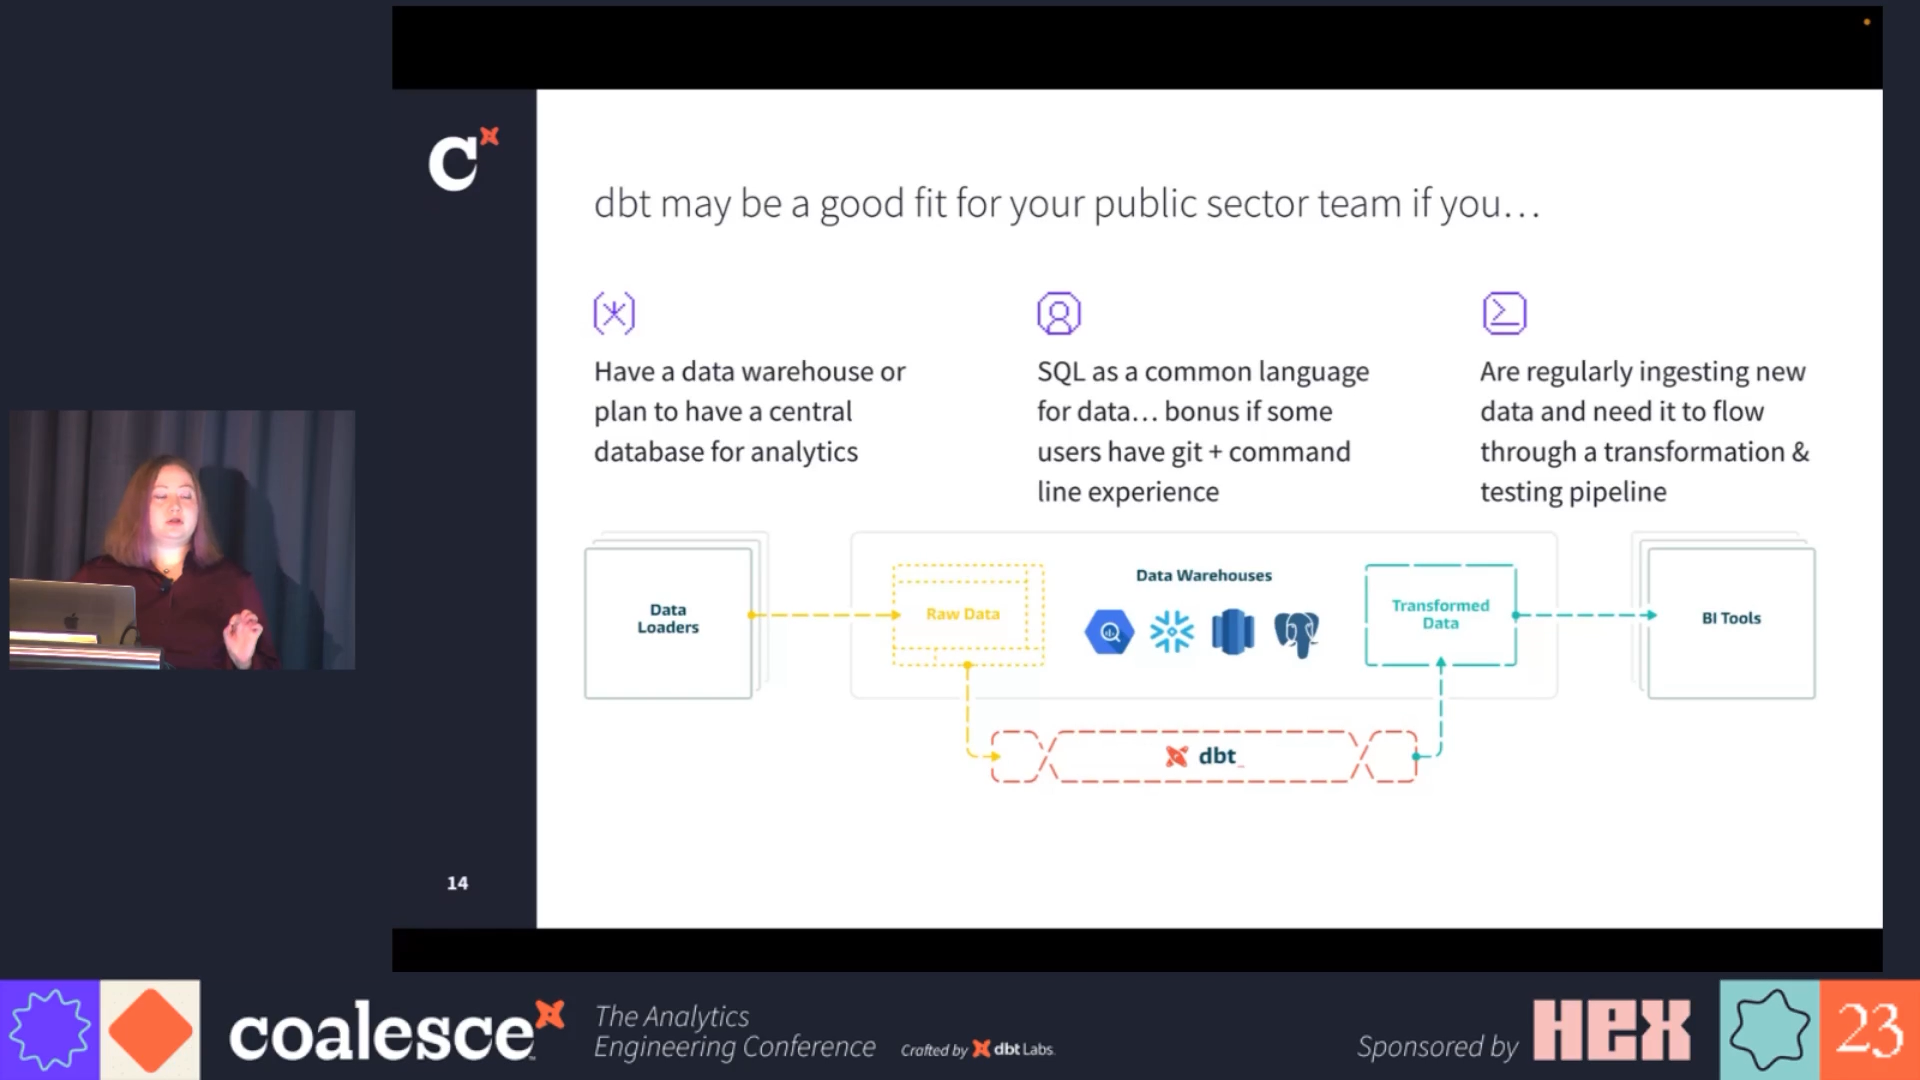 C
dbt may be a good fit for your public sector team if you…
Have a data warehouse or
plan to have a central
database for analytics
SQL as a common language
for data… bonus if some
users have git + command
line experience
Are regularly ingesting new
data and need it to flow
through a transformation &
testing pipeline
Data
Loaders
Raw Data
Data Warehouses
Transformed
Data
BI Tools
dbt_
14
coalesce™
The Analytics
Engineering Conference
Crafted by dbt Labs.
Sponsored by HEX
23